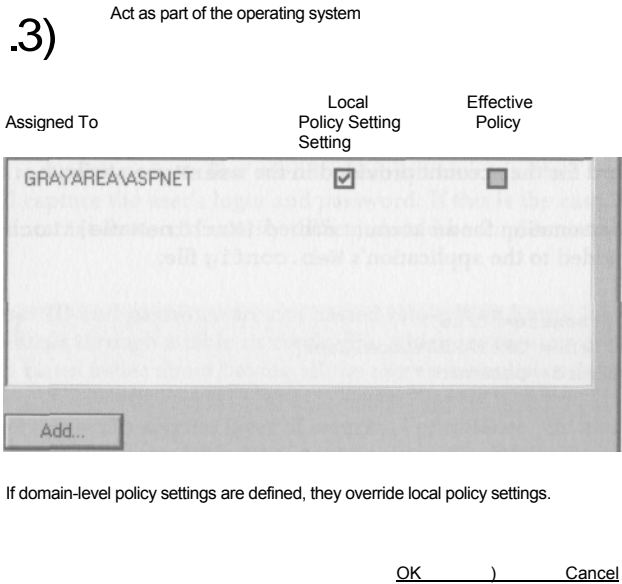 Act as part of the operating system
.3)
Local
Effective
Assigned To
Policy Setting
Policy
Setting
GRAYAREA\ASPNET
Add...
If domain-level policy settings are defined, they override local policy settings.
OK ) Cancel